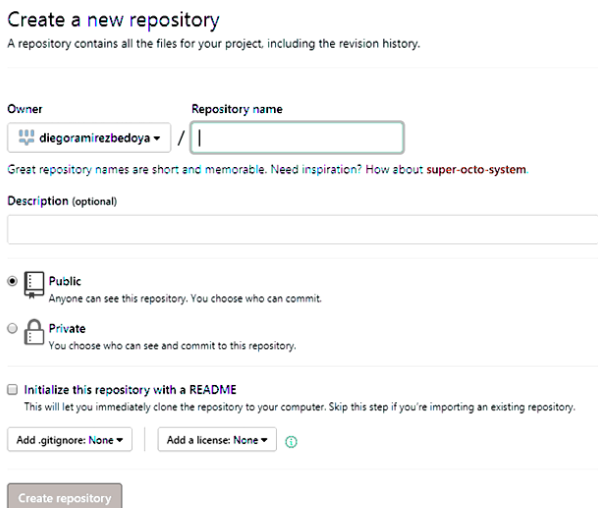 Create a new repository
A repository contains all the files for your project, including the revision history.
Owner
Repository name
diegoramirezbedoya /
Great repository names are short and memorable. Need inspiration? How about super-octo-system.
Description (optional)
Public
Anyone can see this repository. You choose who can commit.
Private
You choose who can see and commit to this repository.
Initialize this repository with a README
This will let you immediately clone the repository to your computer. Skip this step if you're importing an existing repository.
Add .gitignore: None
Add a license: None
Create repository